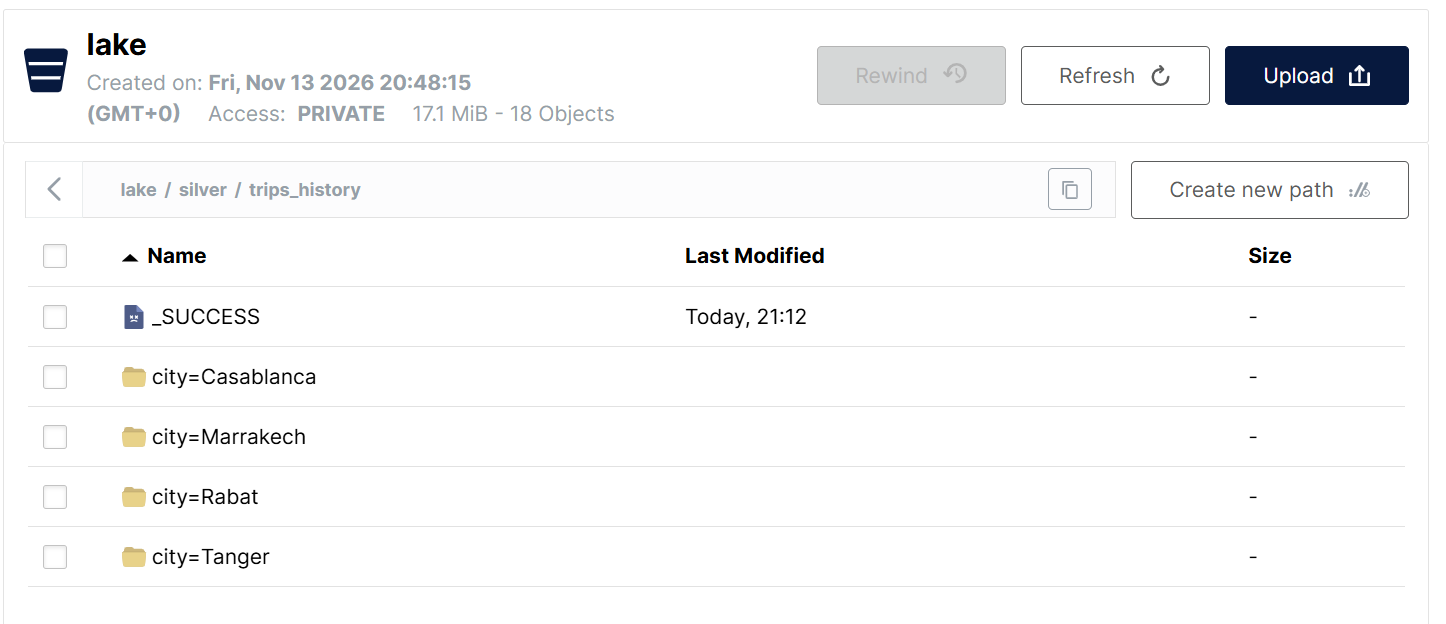 lake
Created on: Fri, Nov 13 2026 20:48:15
(GMT+0) Access: PRIVATE 17.1 MiB - 18 Objects
Rewind Refresh Upload
lake / silver / trips_history Create new path
Name Last Modified Size
_SUCCESS Today, 21:12 -
city=Casablanca -
city=Marrakech -
city=Rabat -
city=Tanger -